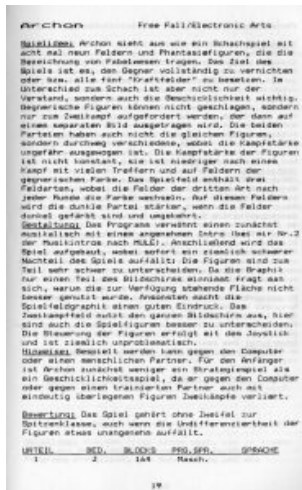 Archon Free Fall/Electronic Arts
Spielidee: Archon sieht aus wie ein Schachspiel mit
acht mal neun Feldern und Phantasiefiguren, die die
Bezeichnung von Fabelwesen tragen. Das Ziel des
Spiels ist es, den Gegner vollständig zu vernichten
oder bzw. alle fünf "Kraftfelder" zu besetzen. Im
Unterschied zum Schach ist aber nicht nur der
Verstand, sondern auch die Geschicklichkeit wichtig.
Gegnerische Figuren können nicht geschlagen, sondern
nur zum Zweikampf aufgefordert werden, der dann auf
einem separaten Bild ausgetragen wird. Die beiden
Parteien haben auch nicht die gleichen Figuren,
sondern durchweg verschiedene, wobei die Kampfstärke
ungefähr ausgewogen ist. Die Kampfstärke der Figuren
ist nicht konstant, sie ist niedriger nach einem
Kampf mit vielen Treffern und auf Feldern der
gegnerischen Farbe. Das Spielfeld enthält drei
Feldarten, wobei die Felder der dritten Art nach
jeder Runde die Farbe wechseln. Auf diesen Feldern
wird die dunkle Partei stärker, wenn die Felder
dunkel gefärbt sind und umgekehrt.
Gestaltung: Das Programm verwöhnt einen zunächst
musikalisch mit einem angenehmen Intro (bei mir Nr.2
der Musikintros nach MULE). Anschließend wird das
Spiel aufgebaut, wobei sofort ein ziemlich schwerer
Nachteil des Spiels auffällt: Die Figuren sind zum
Teil sehr schwer zu unterscheiden. Da die Graphik
nur einen Teil des Bildschirms einnimmt fragt man
sich, warum die zur Verfügung stehende Fläche nicht
besser genutzt wurde. Ansonsten macht die
Spielfeldgraphik einen guten Eindruck. Das
Zweikampffeld nutzt den ganzen Bildschirm aus, hier
sind auch die Spielfiguren besser zu unterscheiden.
Die Steuerung der Figuren erfolgt mit dem Joystick
und ist ziemlich unproblematisch.
Hinweise: Gespielt werden kann gegen den Computer
oder einen menschlichen Partner. Für den Anfänger
ist Archon zunächst weniger ein Strategiespiel als
ein Geschicklichkeitsspiel, da er gegen den Computer
oder gegen einen trainierten Partner auch mit
eindeutig überlegenen Figuren Zweikämpfe verliert.
Bewertung: Das Spiel gehört ohne Zweifel zur
Spitzenklasse, auch wenn die Undifferenziertheit der
Figuren etwas unangenehm auffällt.
URTEIL BED. BLOCKS PRG.SPR. SPRACHE
1 2 164 Masch.
19